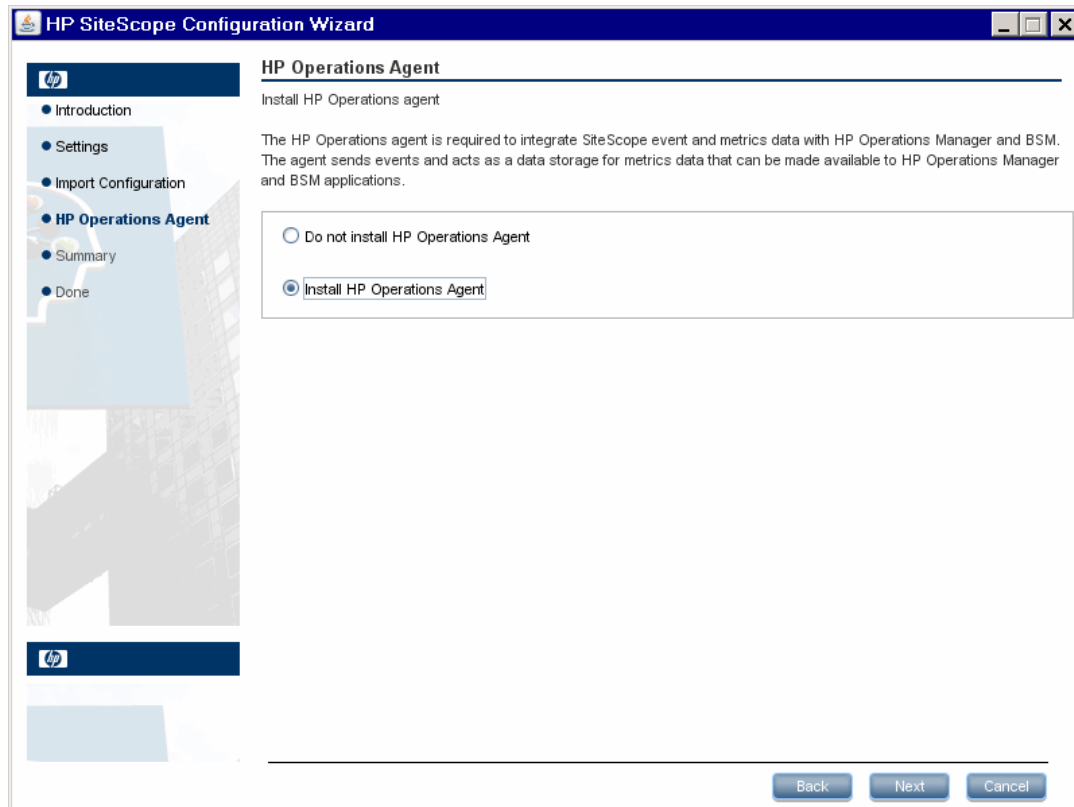 HP SiteScope Configuration Wizard
hp
Introduction
Settings
Import Configuration
HP Operations Agent
Summary
Done
hp
HP Operations Agent
Install HP Operations agent
The HP Operations agent is required to integrate SiteScope event and metrics data with HP Operations Manager and BSM.
The agent sends events and acts as a data storage for metrics data that can be made available to HP Operations Manager
and BSM applications.
Do not install HP Operations Agent
Install HP Operations Agent
Back Next Cancel